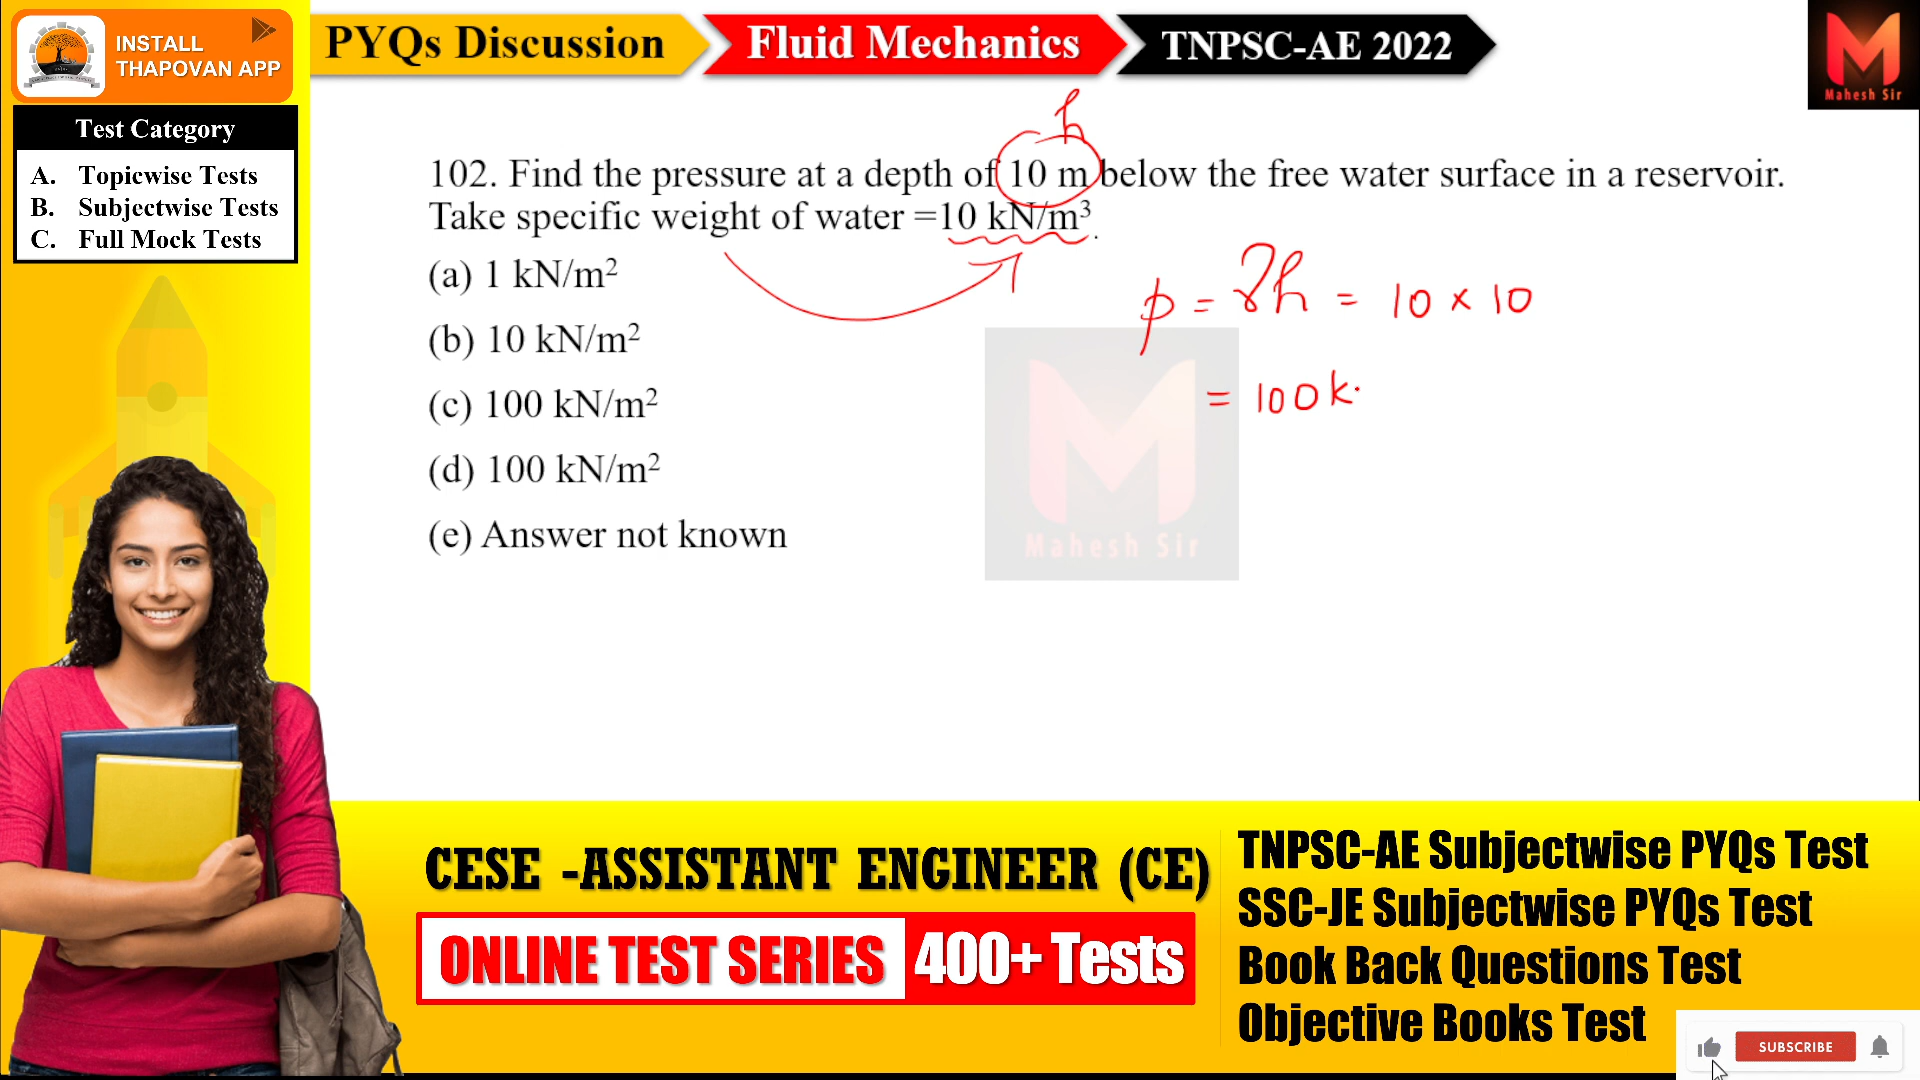 INSTALL
THAPOVAN APP
PYQs Discussion
Fluid Mechanics
TNPSC-AE 2022
Mahesh Sir
Test Category
A. Topicwise Tests
B. Subjectwise Tests
C. Full Mock Tests
h
102. Find the pressure at a depth of 10 m below the free water surface in a reservoir.
Take specific weight of water =10 kN/m³.
(a) 1 kN/m²
(b) 10 kN/m²
(c) 100 kN/m²
(d) 100 kN/m²
(e) Answer not known
p = γh = 10 × 10
= 100 k
Mahesh Sir
CESE -ASSISTANT ENGINEER (CE)
ONLINE TEST SERIES 400+ Tests
TNPSC-AE Subjectwise PYQs Test
SSC-JE Subjectwise PYQs Test
Book Back Questions Test
Objective Books Test
SUBSCRIBE